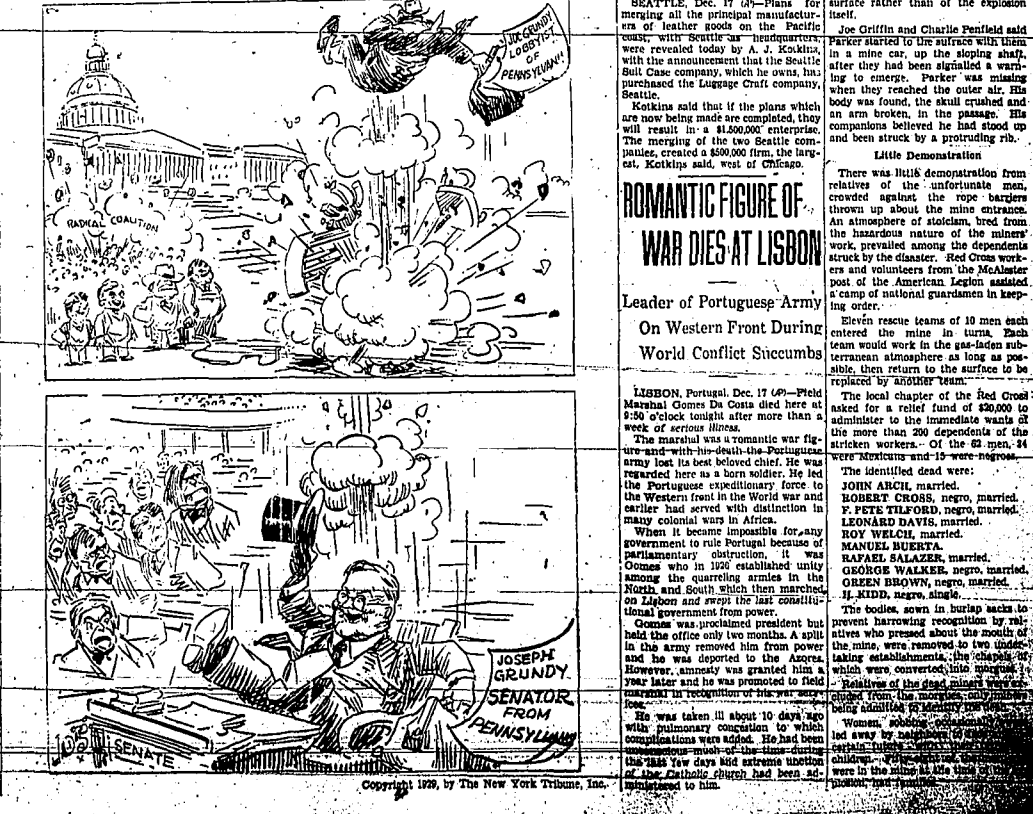 JOE GRUNDY
LOBBYIST
OF
PENNSYLVAN!!
RADICAL COALITION
JOSEPH
GRUNDY
SENATOR
FROM
PENNSYLVANIA
SENATE
Copyright 1929, by The New York Tribune, Inc.
SEATTLE, Dec. 17 (AP)—Plans for
merging all the principal manufactur-
ers of leather goods on the Pacific
coast, with Seattle as headquarters,
were revealed today by A. J. Kotkins,
with the announcement that the Seattle
Suit Case company, which he owns, has
purchased the Luggage Craft company,
Seattle.
Kotkins said that if the plans which
are now being made are completed, they
will result in a $1,500,000 enterprise.
The merging of the two Seattle com-
panies, created a $500,000 firm, the larg-
est, Kotkins said, west of Chicago.
ROMANTIC FIGURE OF
WAR DIES AT LISBON
Leader of Portuguese Army
On Western Front During
World Conflict Succumbs
LISBON, Portugal, Dec. 17 (AP)—Field
Marshal Gomes Da Costa died here at
9:50 o'clock tonight after more than a
week of serious illness.
The marshal was a romantic war fig-
ure and with his death the Portuguese
army lost its best beloved chief. He was
regarded here as a born soldier. He led
the Portuguese expeditionary force to
the Western front in the World war and
earlier had served with distinction in
many colonial wars in Africa.
When it became impossible for any
government to rule Portugal because of
parliamentary obstruction, it was
Gomes who in 1926 established unity
among the quarreling armies in the
North and South which then marched
on Lisbon and swept the last constitu-
tional government from power.
Gomes was proclaimed president but
held the office only two months. A split
in the army removed him from power
and he was deported to the Azores.
However, amnesty was granted him a
year later and he was promoted to field
marshal in recognition of his war serv-
ices.
He was taken ill about 10 days ago
with pulmonary congestion to which
complications were added. He had been
unconscious much of the time during
the last few days and extreme unction
of the Catholic church had been ad-
ministered to him.
surface rather than of the explosion
itself.
Joe Griffin and Charlie Penfield said
Parker started to the sufrace with them
in a mine car, up the sloping shaft,
after they had been signalled a warn-
ing to emerge. Parker was missing
when they reached the outer air. His
body was found, the skull crushed and
an arm broken, in the passage. His
companions believed he had stood up
and been struck by a protruding rib.
Little Demonstration
There was little demonstration from
relatives of the unfortunate men,
crowded against the rope barriers
thrown up about the mine entrance.
An atmosphere of stoicism, bred from
the hazardous nature of the miners'
work, prevailed among the dependents
struck by the disaster. Red Cross work-
ers and volunteers from the McAlester
post of the American Legion assisted
a camp of national guardsmen in keep-
ing order.
Eleven rescue teams of 10 men each
entered the mine in turns. Each
team would work in the gas-laden sub-
terranean atmosphere as long as pos-
sible, then return to the surface to be
replaced by another team.
The local chapter of the Red Cross
asked for a relief fund of $20,000 to
administer to the immediate wants of
the more than 200 dependents of the
stricken workers. Of the 62 men, 24
were Mexicans and 15 were negroes.
The identified dead were:
JOHN ARCH, married.
ROBERT CROSS, negro, married.
F. PETE TILFORD, negro, married.
LEONARD DAVIS, married.
ROY WELCH, married.
MANUEL BUERTA.
RAFAEL SALAZER, married.
GEORGE WALKER, negro, married.
GREEN BROWN, negro, married.
H. KIDD, negro, single.
The bodies, sown in burlap sacks to
prevent harrowing recognition by rel-
atives who pressed about the mouth of
the mine, were removed to two under-
taking establishments, the chapels of
which were converted into morgues.
Relatives of the dead miners were ex-
cluded from the morgues, only
being admitted to identify the dead.
Women, sobbing occasionally,
led away by neighbors to
certain future with their
children. Fifty-eight of the
were in the mine at the time of the ex-
plosion, had families.